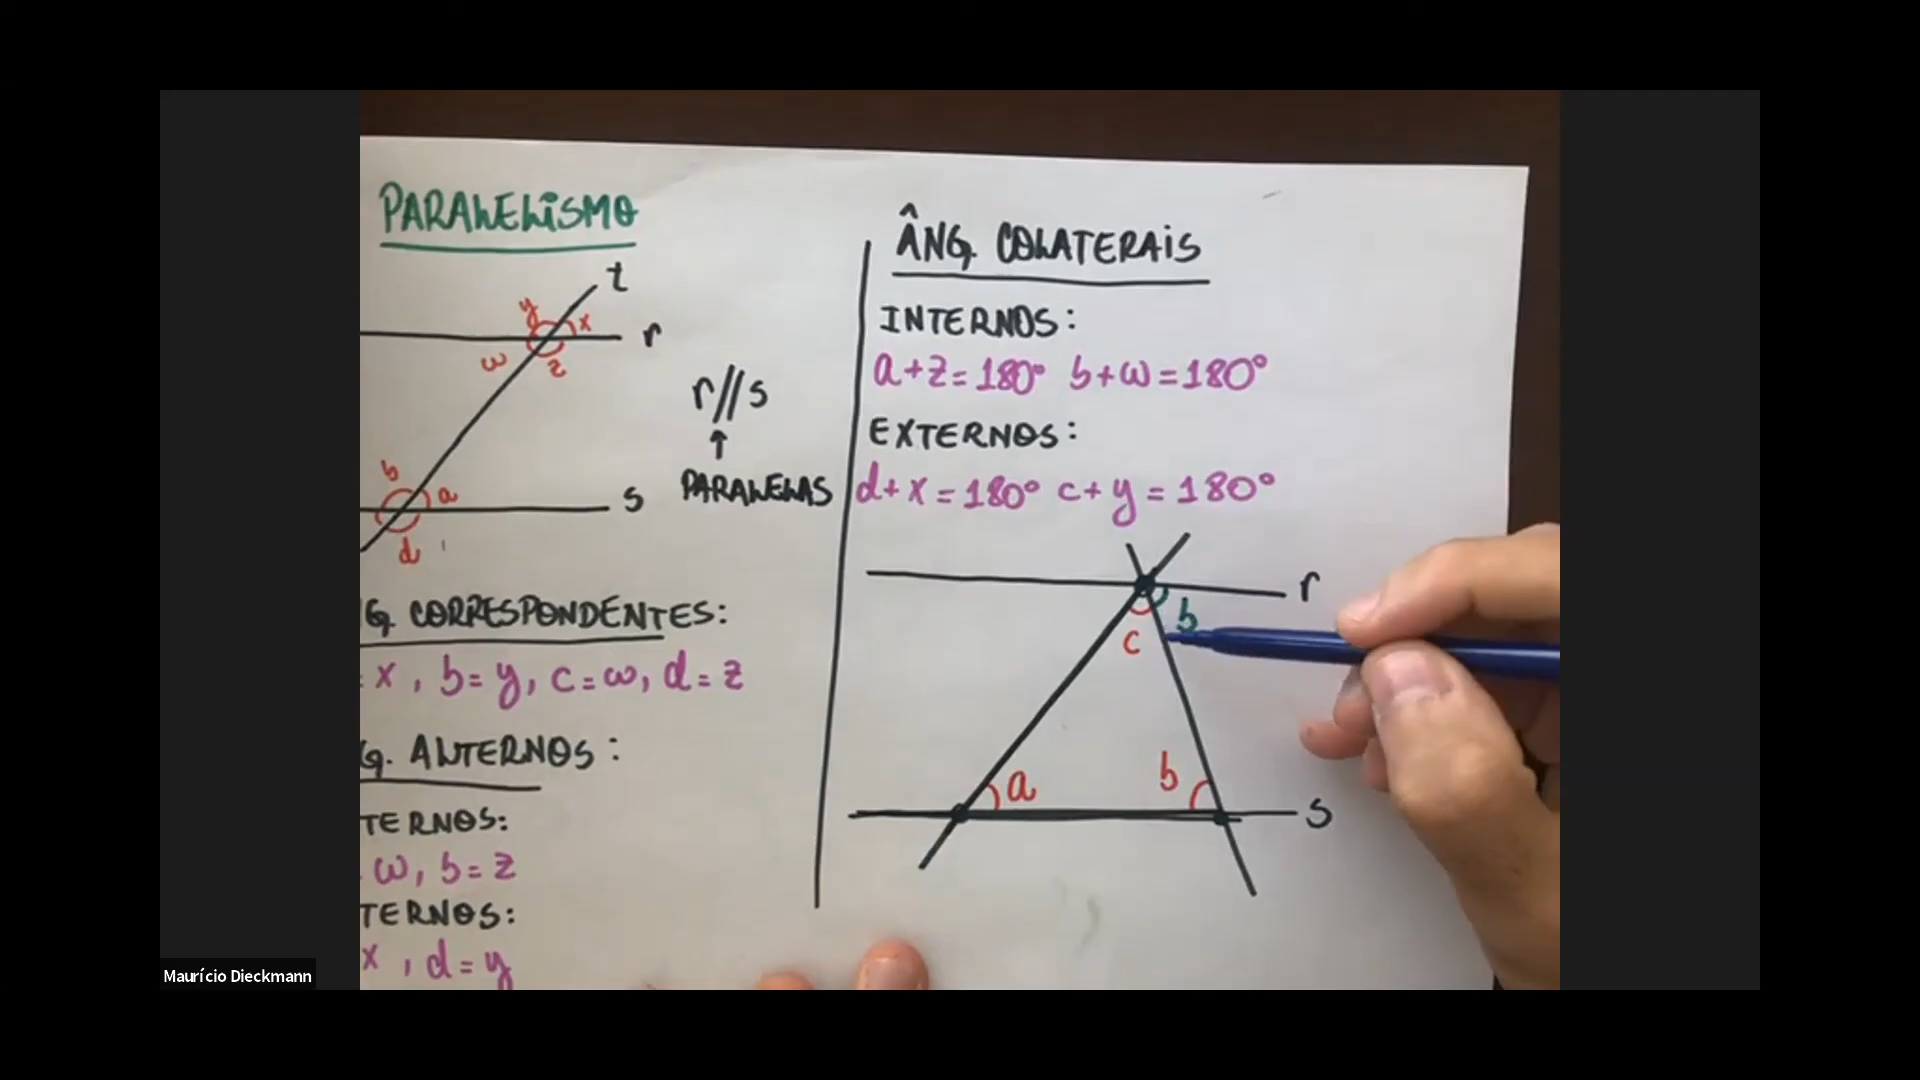 PARALELISMO
t
y x
r
w z
r//s
↑
PARALELAS
b a
s
d
G. CORRESPONDENTES:
x, b=y, c=w, d=z
G. ALTERNOS:
TERNOS:
w, b=z
TERNOS:
x, d=y
ÂNG. COLATERAIS
INTERNOS:
a+z=180° b+w=180°
EXTERNOS:
d+x=180° c+y=180°
r
b
c
a b
s
Maurício Dieckmann